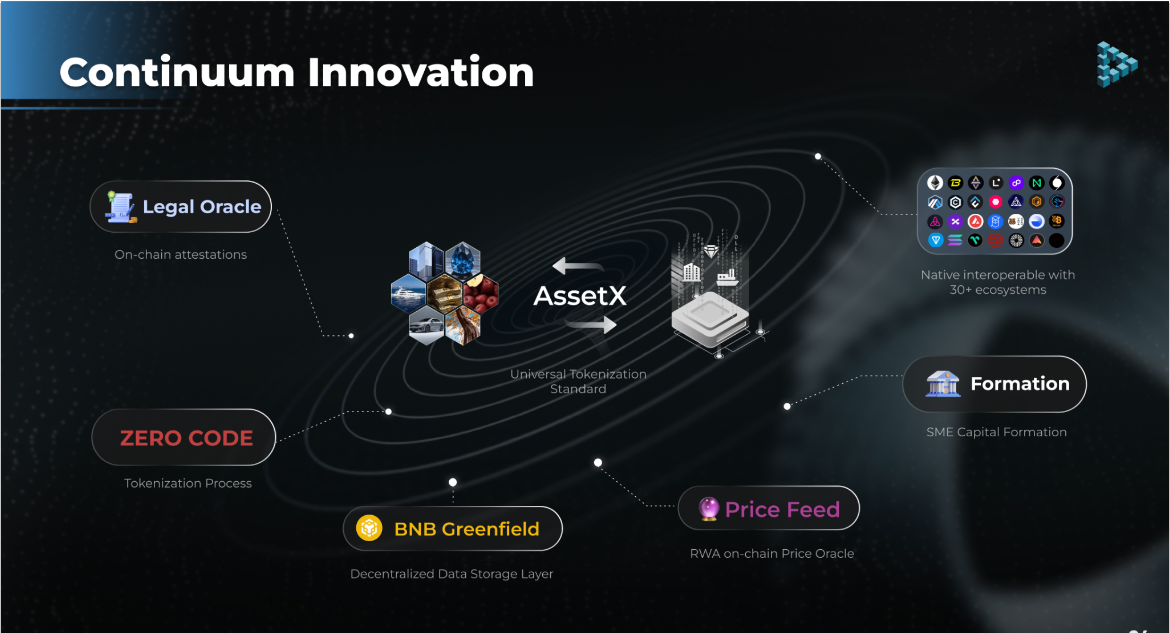 Continuum Innovation
Legal Oracle
On-chain attestations
AssetX
Universal Tokenization
Standard
Native interoperable with
30+ ecosystems
Formation
SME Capital Formation
ZERO CODE
Tokenization Process
BNB Greenfield
Decentralized Data Storage Layer
Price Feed
RWA on-chain Price Oracle